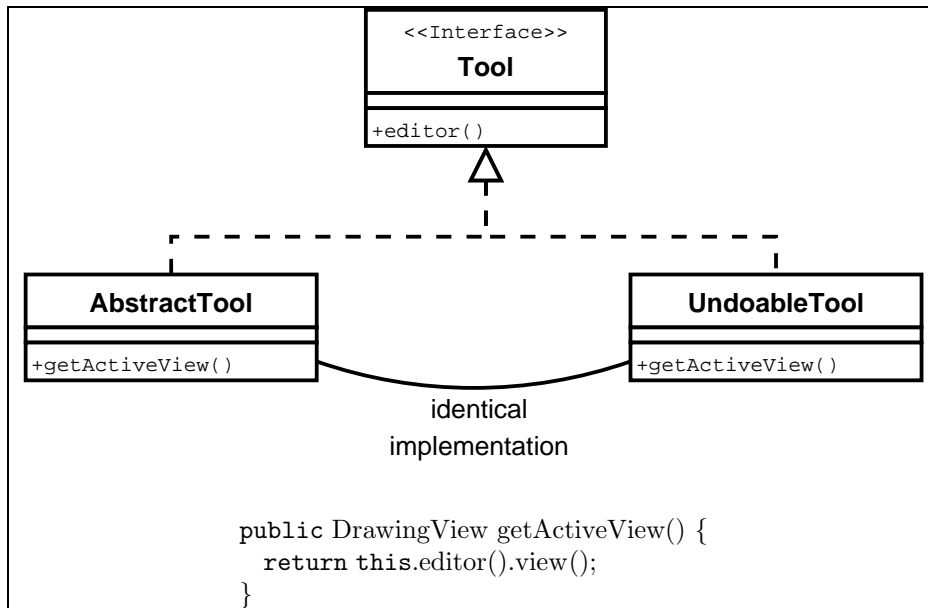 <<Interface>>
Tool
+editor()
AbstractTool
+getActiveView()
UndoableTool
+getActiveView()
identical
implementation
public DrawingView getActiveView() {
return this.editor().view();
}